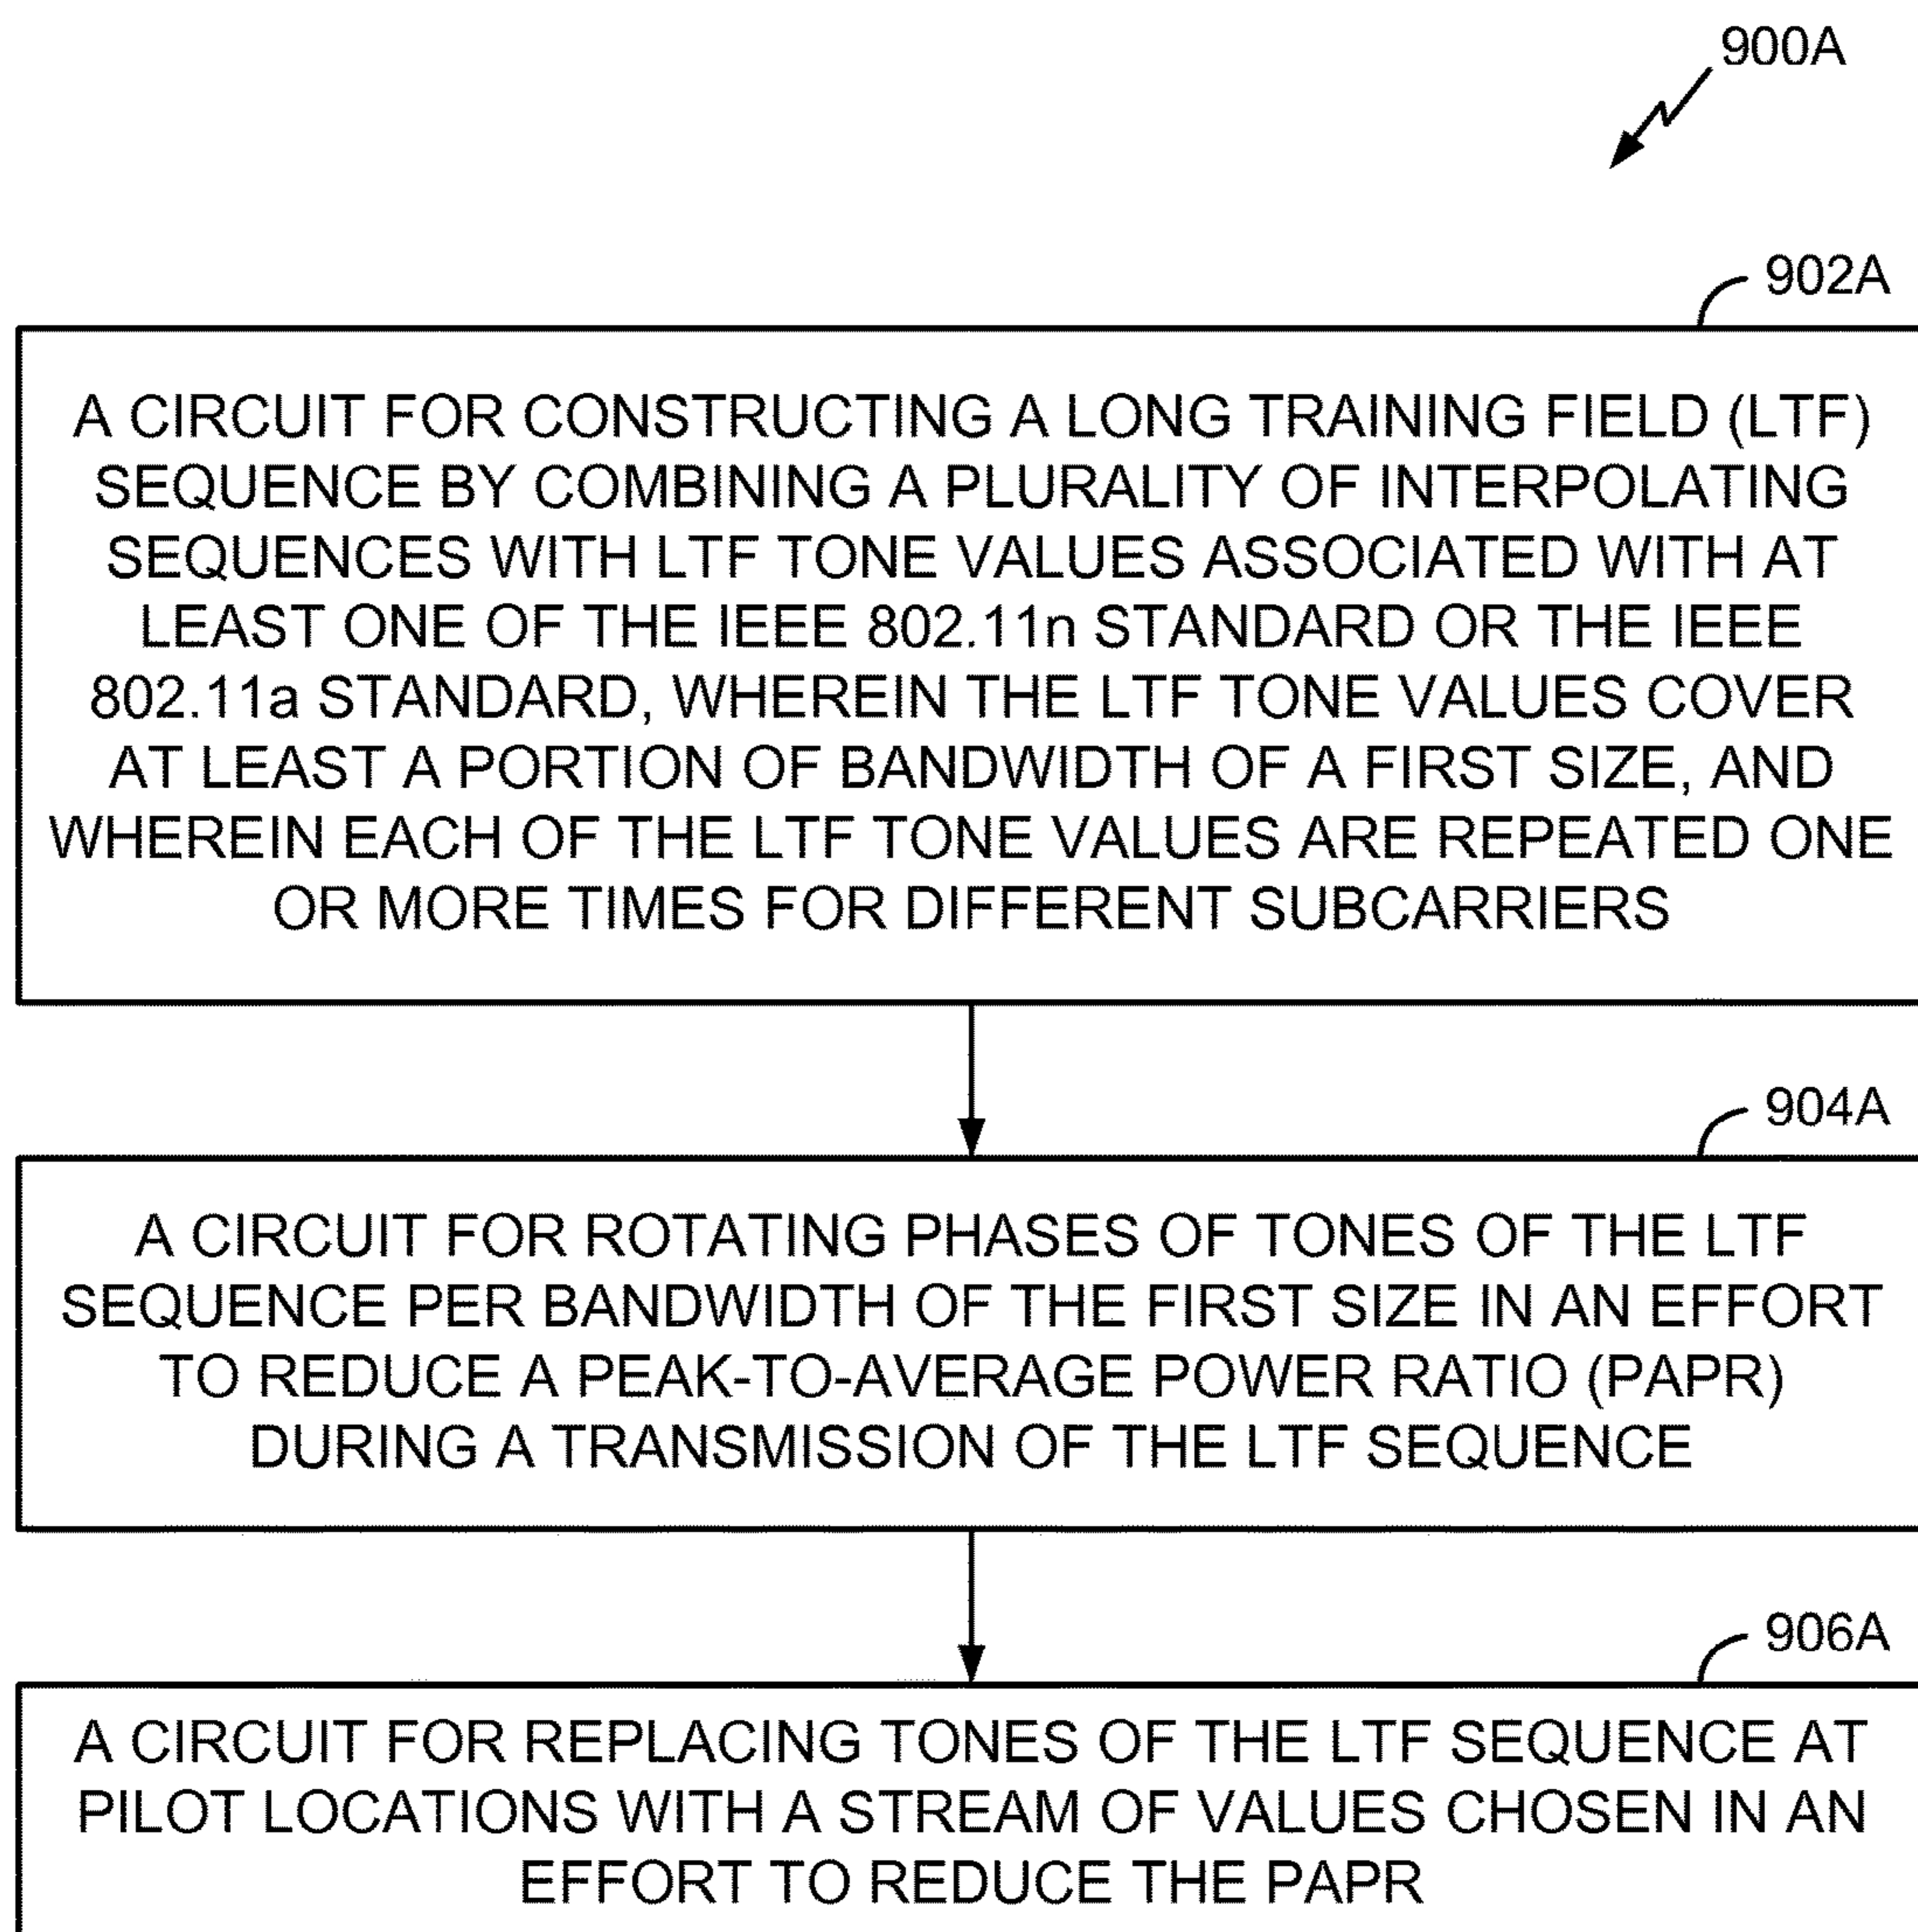 900A
902A
A CIRCUIT FOR CONSTRUCTING A LONG TRAINING FIELD (LTF)
SEQUENCE BY COMBINING A PLURALITY OF INTERPOLATING
SEQUENCES WITH LTF TONE VALUES ASSOCIATED WITH AT
LEAST ONE OF THE IEEE 802.11n STANDARD OR THE IEEE
802.11a STANDARD, WHEREIN THE LTF TONE VALUES COVER
AT LEAST A PORTION OF BANDWIDTH OF A FIRST SIZE, AND
WHEREIN EACH OF THE LTF TONE VALUES ARE REPEATED ONE
OR MORE TIMES FOR DIFFERENT SUBCARRIERS
904A
A CIRCUIT FOR ROTATING PHASES OF TONES OF THE LTF
SEQUENCE PER BANDWIDTH OF THE FIRST SIZE IN AN EFFORT
TO REDUCE A PEAK-TO-AVERAGE POWER RATIO (PAPR)
DURING A TRANSMISSION OF THE LTF SEQUENCE
906A
A CIRCUIT FOR REPLACING TONES OF THE LTF SEQUENCE AT
PILOT LOCATIONS WITH A STREAM OF VALUES CHOSEN IN AN
EFFORT TO REDUCE THE PAPR